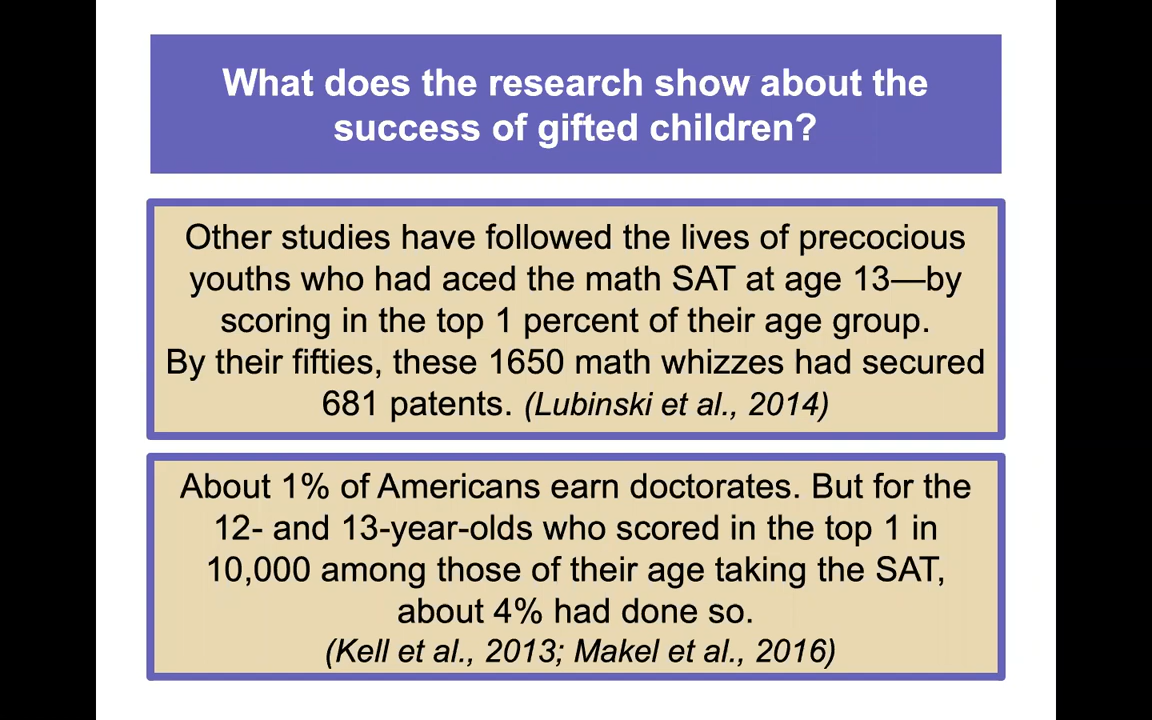 What does the research show about the
success of gifted children?
Other studies have followed the lives of precocious
youths who had aced the math SAT at age 13—by
scoring in the top 1 percent of their age group.
By their fifties, these 1650 math whizzes had secured
681 patents. (Lubinski et al., 2014)
About 1% of Americans earn doctorates. But for the
12- and 13-year-olds who scored in the top 1 in
10,000 among those of their age taking the SAT,
about 4% had done so.
(Kell et al., 2013; Makel et al., 2016)